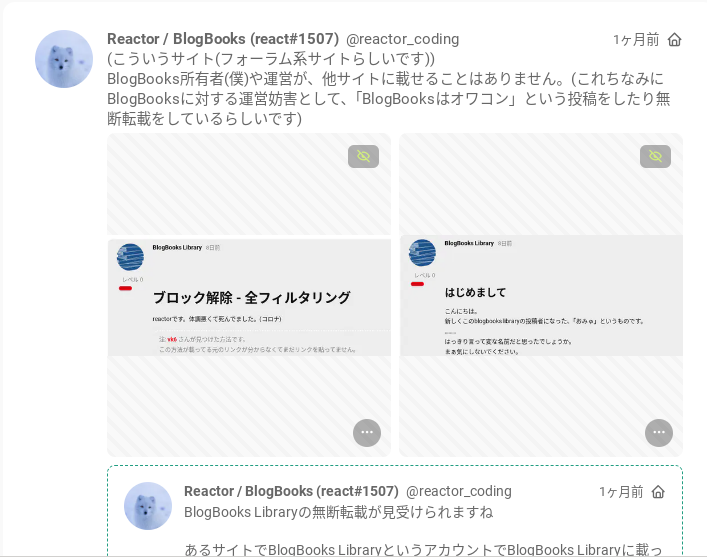 Reactor / BlogBooks (react#1507) @reactor_coding 1ヶ月前
(こういうサイト(フォーラム系サイトらしいです))
BlogBooks所有者(僕)や運営が、他サイトに載せることはありません。(これちなみに
BlogBooksに対する運営妨害として、「BlogBooksはオワコン」という投稿をしたり無
断転載をしているらしいです)
BlogBooks Library 8日前
レベル 0
ブロック解除 - 全フィルタリング
reactorです。体調悪くて死んでました。(コロナ)
注: vk6 さんが見つけた方法です。
この方法が載ってる元のリンクが分からなくてまだリンクを貼ってません。
BlogBooks Library 8日前
レベル 0
はじめまして
こんにちは。
新しくこのblogbooks libraryの投稿者になった、「おみゅ」というものです。
はっきり言って変な名前だと思ったでしょうか。
まぁ気にしないでください。
Reactor / BlogBooks (react#1507) @reactor_coding 1ヶ月前
BlogBooks Libraryの無断転載が見受けられますね
あるサイトでBlogBooks LibraryというアカウントでBlogBooks Libraryに載っ